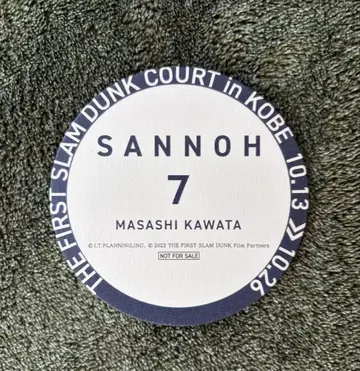 THE FIRST SLAM DUNK COURT in KOBE 10.13 》 10.26
SANNOH
7
MASASHI KAWATA
© I.T.PLANNING,INC. © 2022 THE FIRST SLAM DUNK Film Partners
NOT FOR SALE